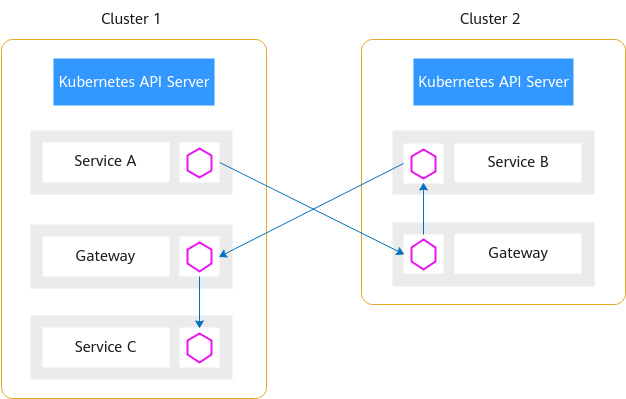 Cluster 1
Kubernetes API Server
Service A
Gateway
Service C
Cluster 2
Kubernetes API Server
Service B
Gateway